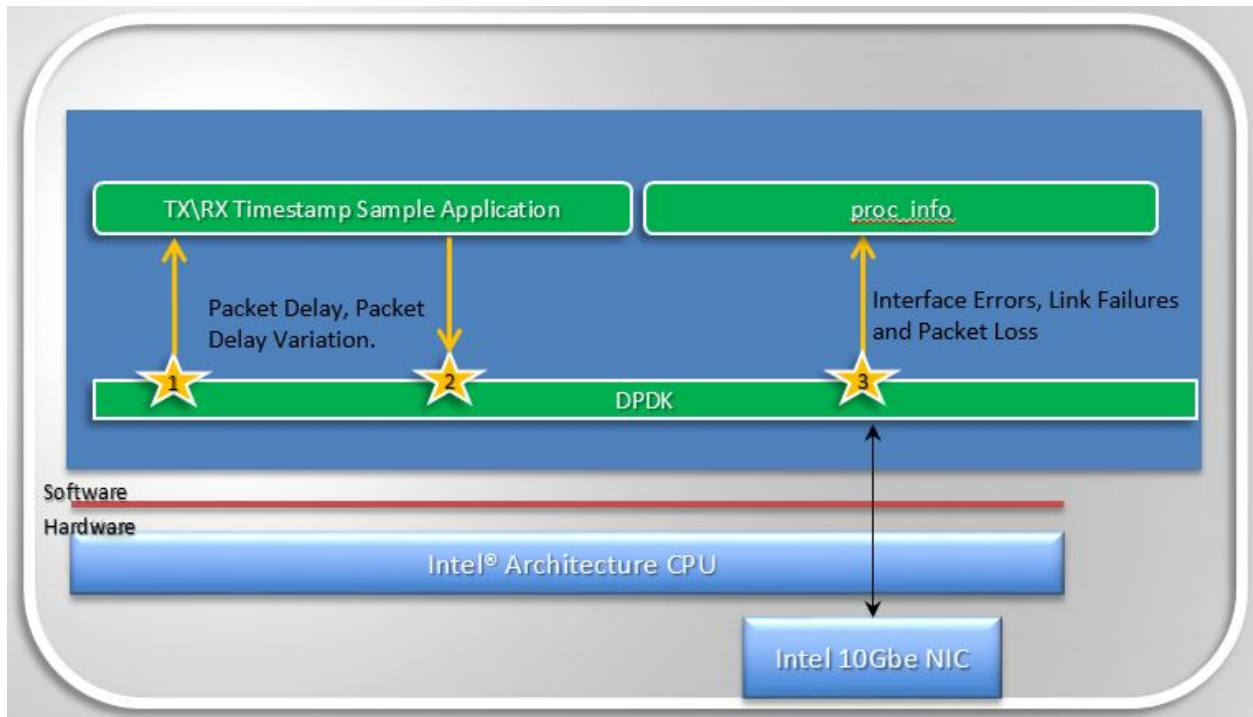 TX\RX Timestamp Sample Application
proc_info
Packet Delay, Packet
Delay Variation.
Interface Errors, Link Failures
and Packet Loss
1
2
3
DPDK
Software
Hardware
Intel® Architecture CPU
Intel 10Gbe NIC